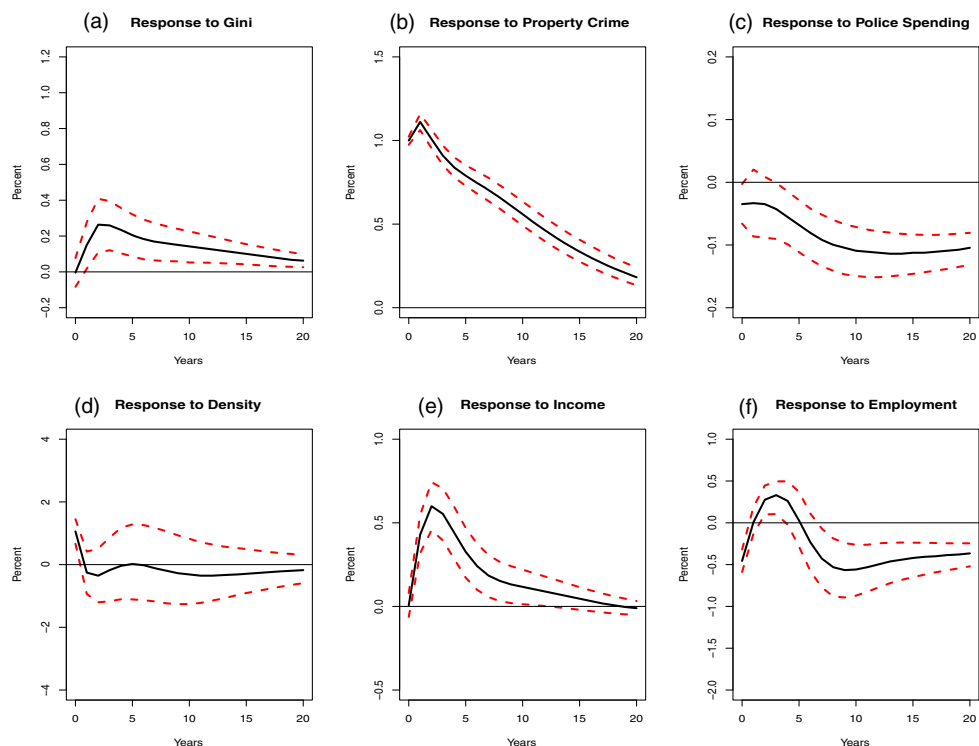 (a) Response to Gini
Percent
1.2
1.0
0.8
0.6
0.4
0.2
0.0
−0.2
0 5 10 15 20
Years
(b) Response to Property Crime
Percent
1.5
1.0
0.5
0.0
0 5 10 15 20
Years
(c) Response to Police Spending
Percent
0.2
0.1
0.0
−0.1
−0.2
0 5 10 15 20
Years
(d) Response to Density
Percent
4
2
0
−2
−4
0 5 10 15 20
Years
(e) Response to Income
Percent
1.0
0.5
0.0
−0.5
0 5 10 15 20
Years
(f) Response to Employment
Percent
1.0
0.5
0.0
−0.5
−1.0
−1.5
−2.0
0 5 10 15 20
Years